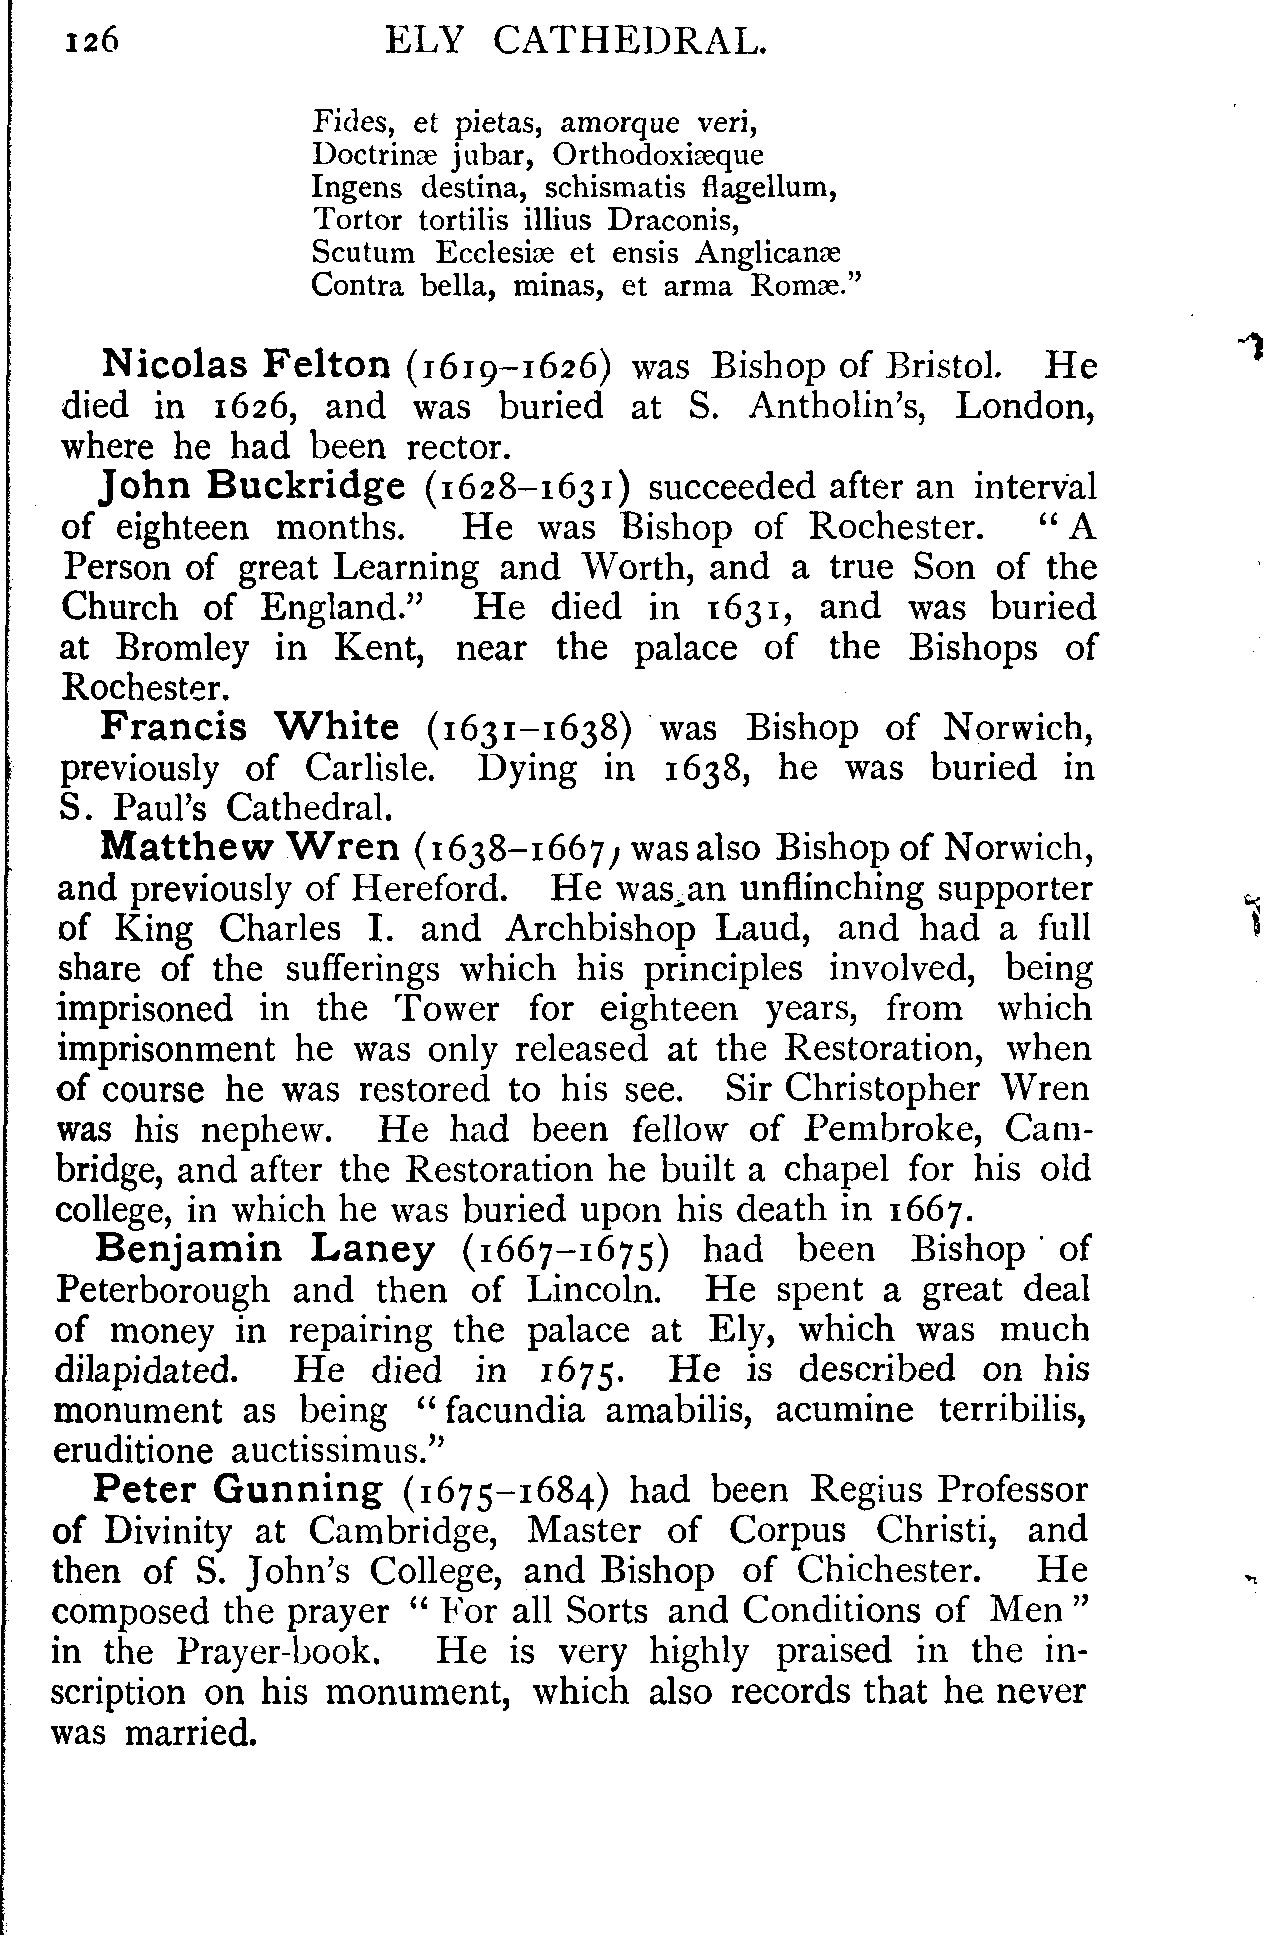 126 ELY CATHEDRAL.
Fides, et pietas, amorque veri,
Doctrinæ jubar, Orthodoxiæque
Ingens destina, schismatis flagellum,
Tortor tortilis illius Draconis,
Scutum Ecclesiæ et ensis Anglicanæ
Contra bella, minas, et arma Romæ.”
Nicolas Felton (1619–1626) was Bishop of Bristol. He
died in 1626, and was buried at S. Antholin’s, London,
where he had been rector.
John Buckridge (1628–1631) succeeded after an interval
of eighteen months. He was Bishop of Rochester. “A
Person of great Learning and Worth, and a true Son of the
Church of England.” He died in 1631, and was buried
at Bromley in Kent, near the palace of the Bishops of
Rochester.
Francis White (1631–1638) was Bishop of Norwich,
previously of Carlisle. Dying in 1638, he was buried in
S. Paul’s Cathedral.
Matthew Wren (1638–1667) was also Bishop of Norwich,
and previously of Hereford. He was an unflinching supporter
of King Charles I. and Archbishop Laud, and had a full
share of the sufferings which his principles involved, being
imprisoned in the Tower for eighteen years, from which
imprisonment he was only released at the Restoration, when
of course he was restored to his see. Sir Christopher Wren
was his nephew. He had been fellow of Pembroke, Cam-
bridge, and after the Restoration he built a chapel for his old
college, in which he was buried upon his death in 1667.
Benjamin Laney (1667–1675) had been Bishop of
Peterborough and then of Lincoln. He spent a great deal
of money in repairing the palace at Ely, which was much
dilapidated. He died in 1675. He is described on his
monument as being “facundia amabilis, acumine terribilis,
eruditione auctissimus.”
Peter Gunning (1675–1684) had been Regius Professor
of Divinity at Cambridge, Master of Corpus Christi, and
then of S. John’s College, and Bishop of Chichester. He
composed the prayer “For all Sorts and Conditions of Men”
in the Prayer-book. He is very highly praised in the in-
scription on his monument, which also records that he never
was married.